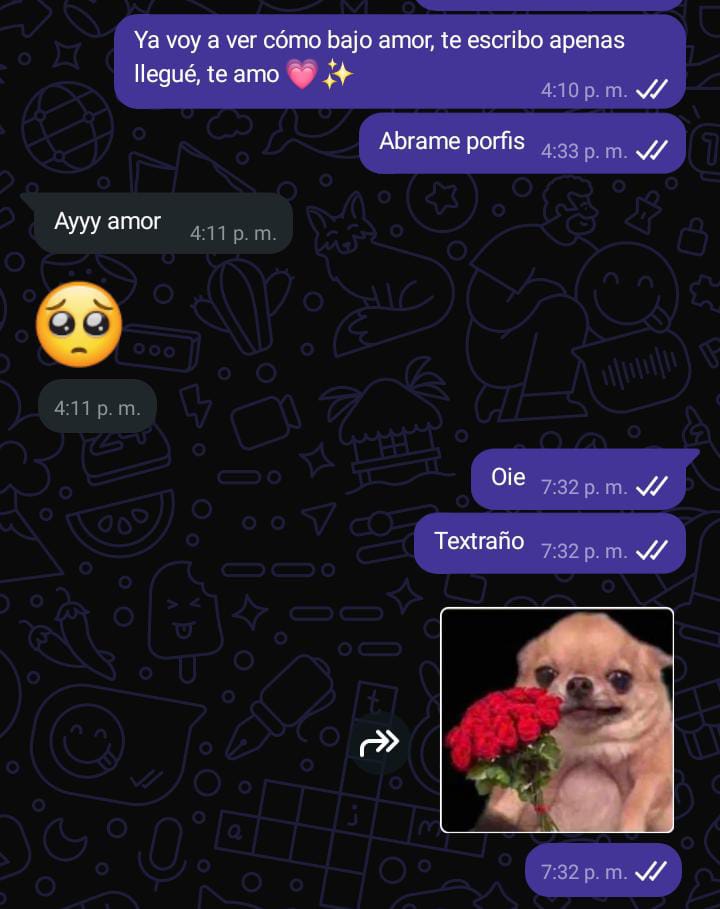 Ya voy a ver cómo bajo amor, te escribo apenas
llegué, te amo 💗✨
4:10 p. m.
Abrame porfis 4:33 p. m.
Ayyy amor 4:11 p. m.
🥺
4:11 p. m.
Oie 7:32 p. m.
Textraño 7:32 p. m.
7:32 p. m.